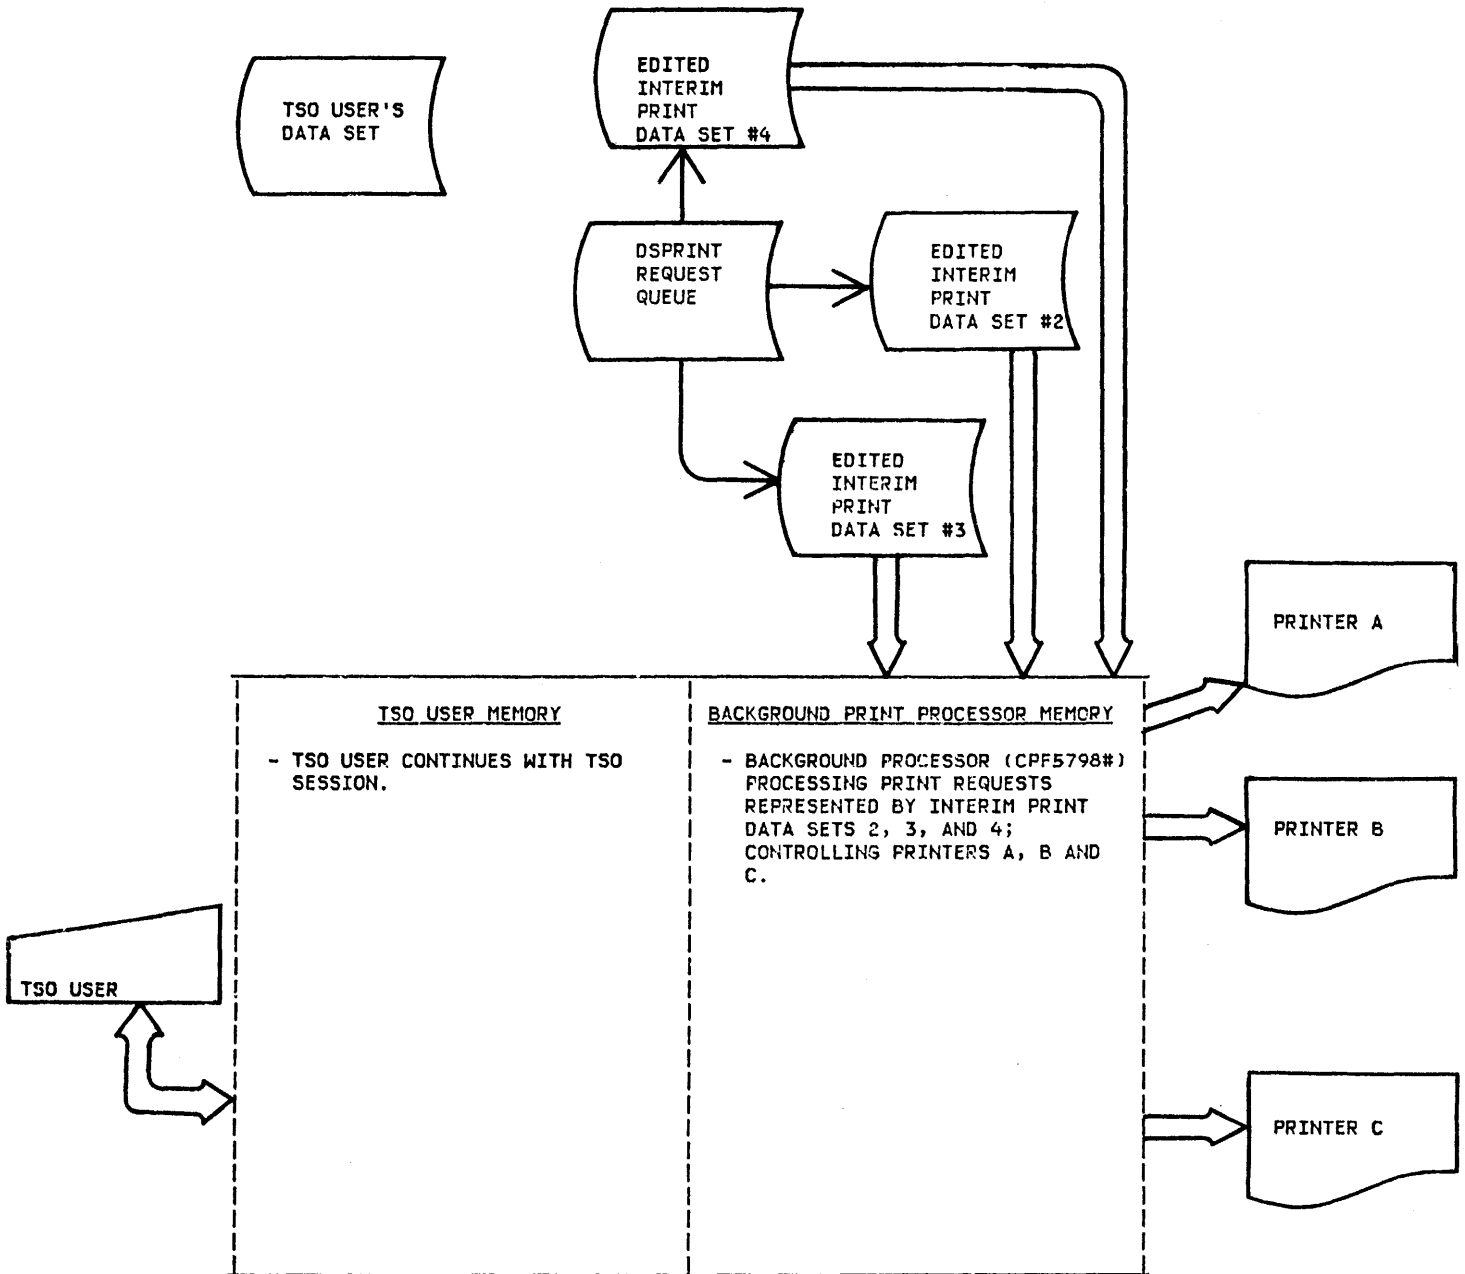 TSO USER'S
DATA SET
EDITED
INTERIM
PRINT
DATA SET #4
DSPRINT
REQUEST
QUEUE
EDITED
INTERIM
PRINT
DATA SET #2
EDITED
INTERIM
PRINT
DATA SET #3
TSO USER MEMORY
- TSO USER CONTINUES WITH TSO
SESSION.
BACKGROUND PRINT PROCESSOR MEMORY
- BACKGROUND PROCESSOR (CPF5798#)
PROCESSING PRINT REQUESTS
REPRESENTED BY INTERIM PRINT
DATA SETS 2, 3, AND 4;
CONTROLLING PRINTERS A, B AND
C.
TSO USER
PRINTER A
PRINTER B
PRINTER C